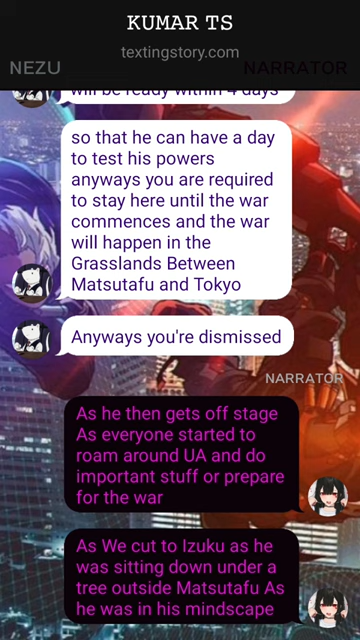 KUMAR TS
textingstory.com
NEZU
NARRATOR
will be ready within 4 days
so that he can have a day
to test his powers
anyways you are required
to stay here until the war
commences and the war
will happen in the
Grasslands Between
Matsutafu and Tokyo
Anyways you're dismissed
NARRATOR
As he then gets off stage
As everyone started to
roam around UA and do
important stuff or prepare
for the war
As We cut to Izuku as he
was sitting down under a
tree outside Matsutafu As
he was in his mindscape